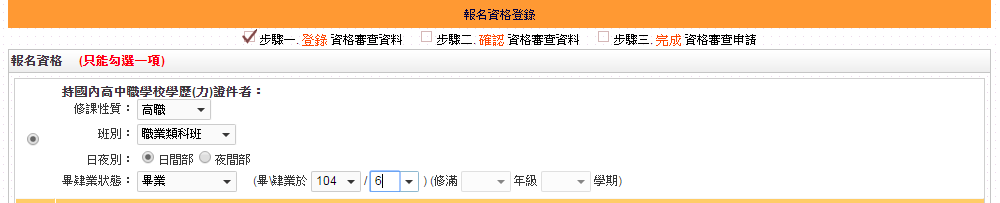 報名資格登錄
步驟一.登錄 資格審查資料 步驟二.確認 資格審查資料 步驟三.完成 資格審查申請
報名資格 (只能勾選一項)
持國內高中職學校學歷(力)證件者：
修課性質： 高職
班別： 職業類科班
日夜別： 日間部 夜間部
畢肄業狀態： 畢業 (畢\肄業於 104 / 6 ) (修滿 年級 學期)